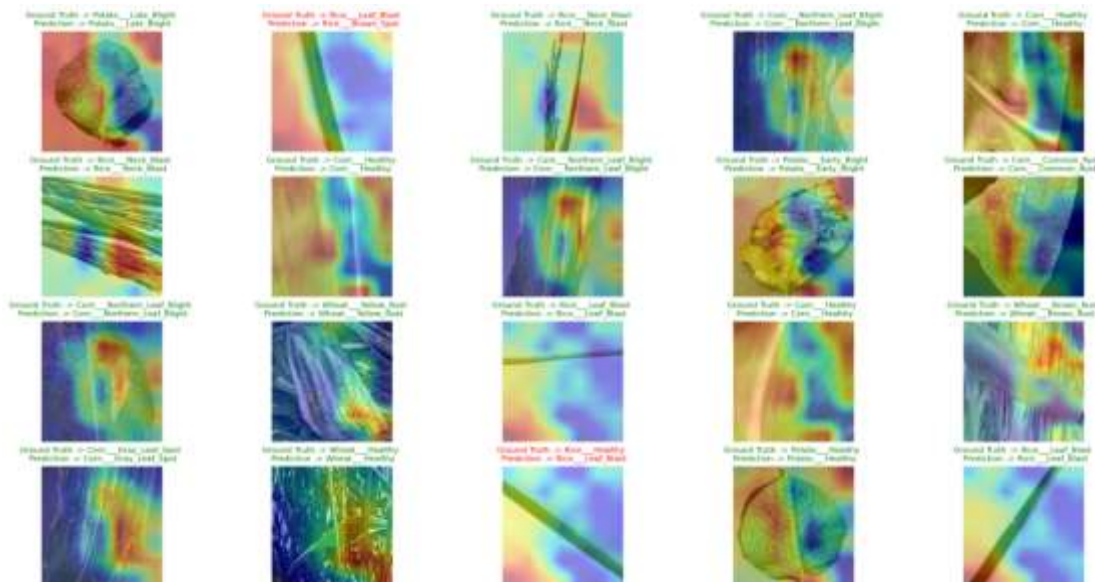 Ground Truth -> Potato___Late_Blight
Prediction -> Potato___Late_Blight
Ground Truth -> Rice___Leaf_Blast
Prediction -> Rice___Brown_Spot
Ground Truth -> Rice___Neck_Blast
Prediction -> Rice___Neck_Blast
Ground Truth -> Corn___Northern_Leaf_Blight
Prediction -> Corn___Northern_Leaf_Blight
Ground Truth -> Corn___Healthy
Prediction -> Corn___Healthy
Ground Truth -> Rice___Neck_Blast
Prediction -> Rice___Neck_Blast
Ground Truth -> Corn___Healthy
Prediction -> Corn___Healthy
Ground Truth -> Corn___Northern_Leaf_Blight
Prediction -> Corn___Northern_Leaf_Blight
Ground Truth -> Potato___Early_Blight
Prediction -> Potato___Early_Blight
Ground Truth -> Corn___Common_Rust
Prediction -> Corn___Common_Rust
Ground Truth -> Corn___Northern_Leaf_Blight
Prediction -> Corn___Northern_Leaf_Blight
Ground Truth -> Wheat___Yellow_Rust
Prediction -> Wheat___Yellow_Rust
Ground Truth -> Rice___Leaf_Blast
Prediction -> Rice___Leaf_Blast
Ground Truth -> Corn___Healthy
Prediction -> Corn___Healthy
Ground Truth -> Wheat___Brown_Rust
Prediction -> Wheat___Brown_Rust
Ground Truth -> Corn___Gray_Leaf_Spot
Prediction -> Corn___Gray_Leaf_Spot
Ground Truth -> Wheat___Healthy
Prediction -> Wheat___Healthy
Ground Truth -> Rice___Healthy
Prediction -> Rice___Leaf_Blast
Ground Truth -> Potato___Healthy
Prediction -> Potato___Healthy
Ground Truth -> Rice___Leaf_Blast
Prediction -> Rice___Leaf_Blast